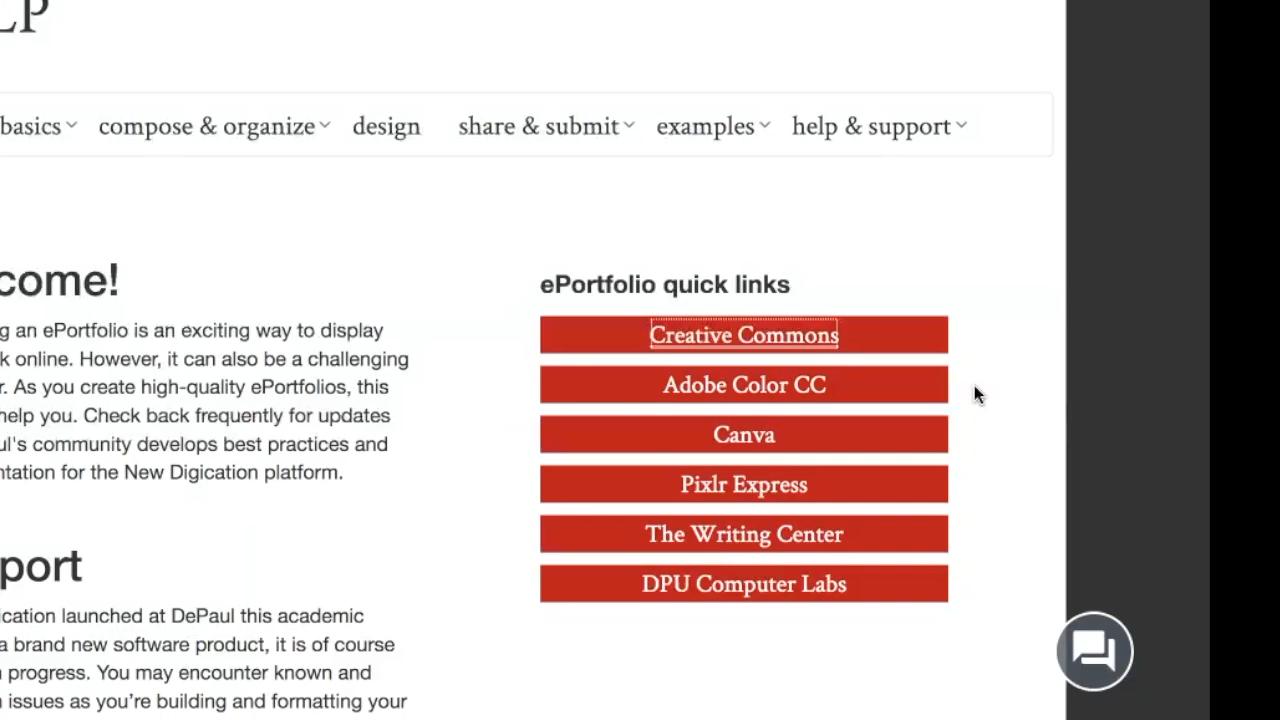 LP
basics
compose & organize
design
share & submit
examples
help & support
come!
g an ePortfolio is an exciting way to display
k online. However, it can also be a challenging
r. As you create high-quality ePortfolios, this
help you. Check back frequently for updates
ul's community develops best practices and
ntation for the New Digication platform.
port
ication launched at DePaul this academic
a brand new software product, it is of course
n progress. You may encounter known and
n issues as you’re building and formatting your
ePortfolio quick links
Creative Commons
Adobe Color CC
Canva
Pixlr Express
The Writing Center
DPU Computer Labs